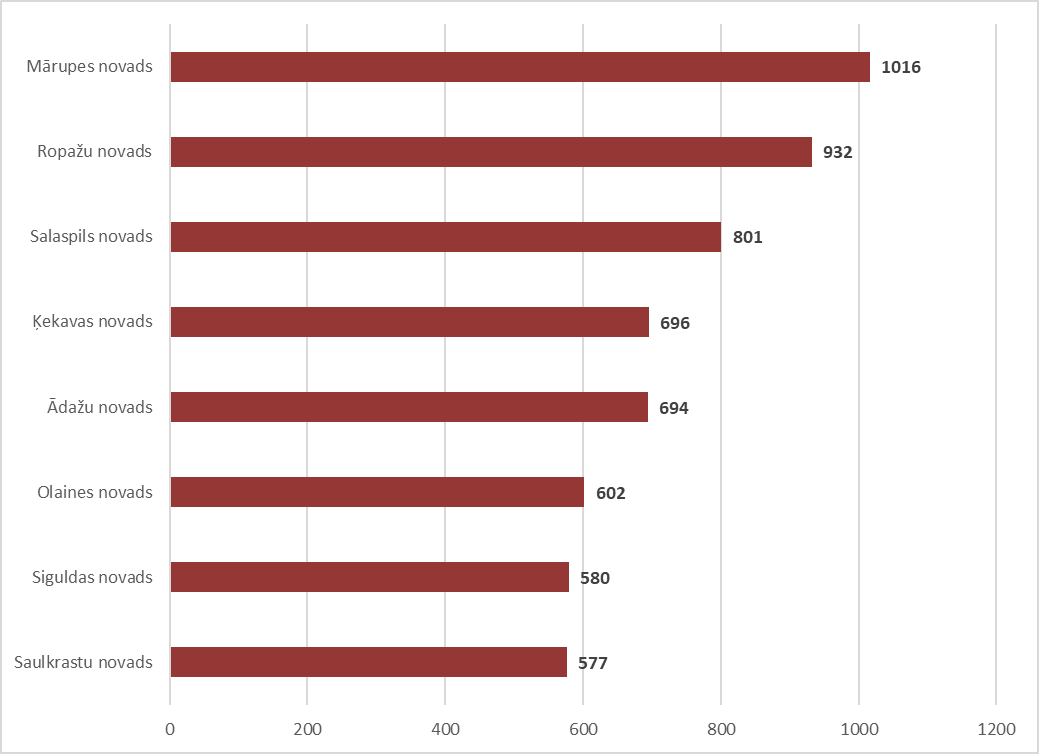 Mārupes novads 1016
Ropažu novads 932
Salaspils novads 801
Ķekavas novads 696
Ādažu novads 694
Olaines novads 602
Siguldas novads 580
Saulkrastu novads 577
0 200 400 600 800 1000 1200